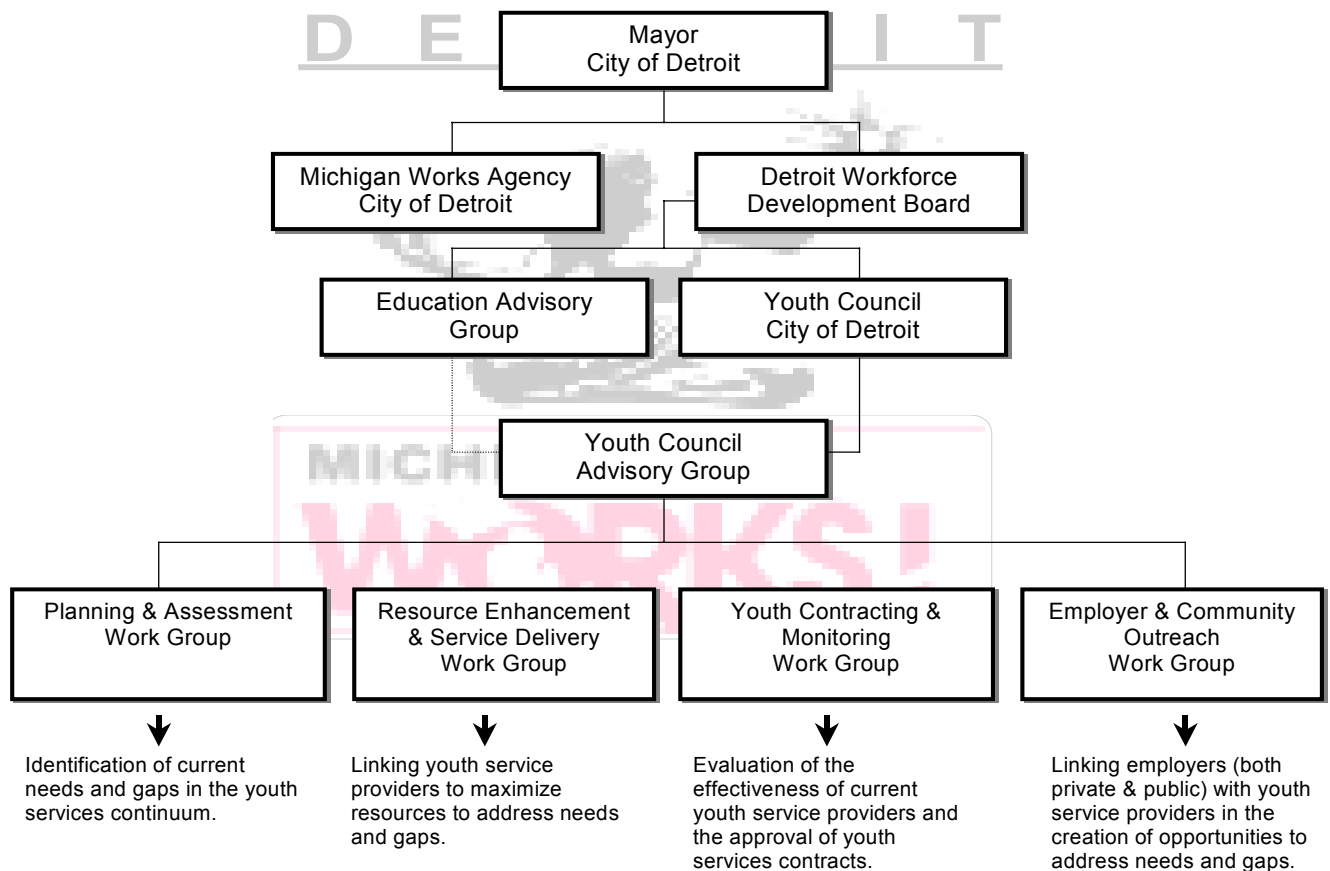 D E I T
Mayor
City of Detroit
Michigan Works Agency
City of Detroit
Detroit Workforce
Development Board
Education Advisory
Group
Youth Council
City of Detroit
MICHI
Youth Council
Advisory Group
WORKS!
Planning & Assessment
Work Group
Resource Enhancement
& Service Delivery
Work Group
Youth Contracting &
Monitoring
Work Group
Employer & Community
Outreach
Work Group
Identification of current
needs and gaps in the youth
services continuum.
Linking youth service
providers to maximize
resources to address needs
and gaps.
Evaluation of the
effectiveness of current
youth service providers and
the approval of youth
services contracts.
Linking employers (both
private & public) with youth
service providers in the
creation of opportunities to
address needs and gaps.